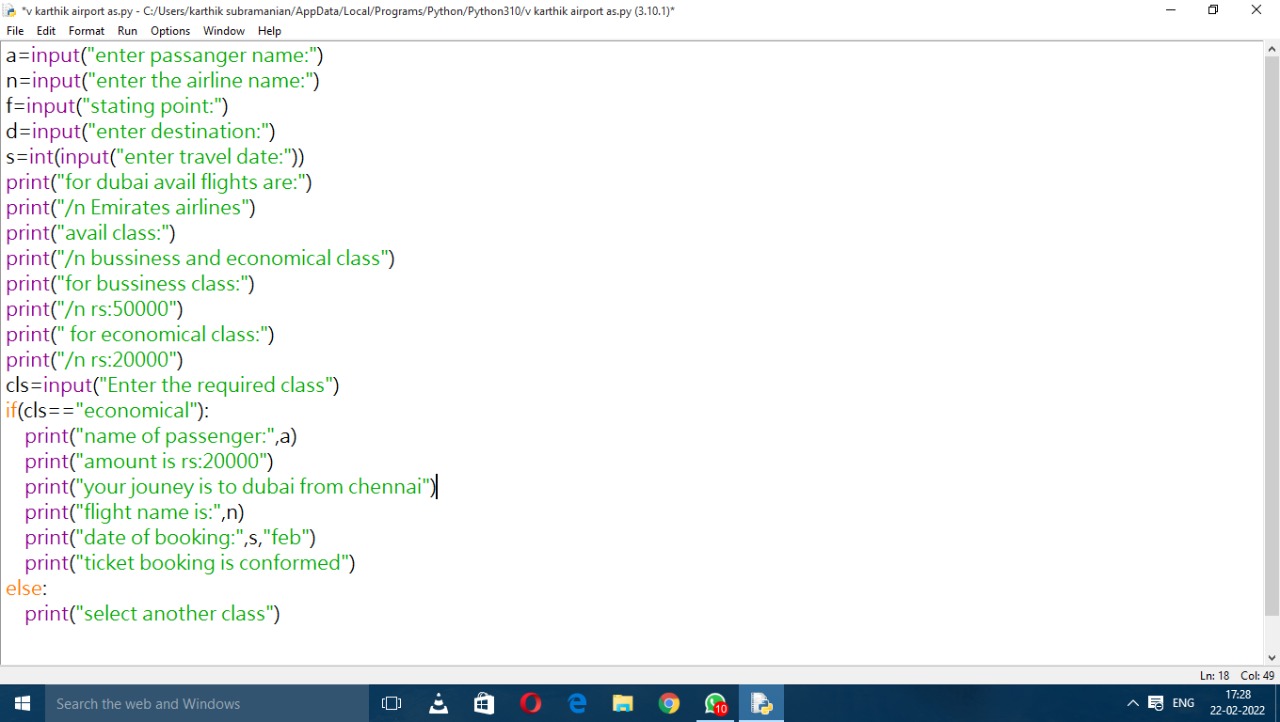 *v karthik airport as.py - C:/Users/karthik subramanian/AppData/Local/Programs/Python/Python310/v karthik airport as.py (3.10.1)*
File Edit Format Run Options Window Help
a=input("enter passanger name:")
n=input("enter the airline name:")
f=input("stating point:")
d=input("enter destination:")
s=int(input("enter travel date:"))
print("for dubai avail flights are:")
print("/n Emirates airlines")
print("avail class:")
print("/n bussiness and economical class")
print("for bussiness class:")
print("/n rs:50000")
print(" for economical class:")
print("/n rs:20000")
cls=input("Enter the required class")
if(cls=="economical"):
    print("name of passenger:",a)
    print("amount is rs:20000")
    print("your jouney is to dubai from chennai")
    print("flight name is:",n)
    print("date of booking:",s,"feb")
    print("ticket booking is conformed")
else:
    print("select another class")
Ln: 18 Col: 49
Search the web and Windows
10
ENG
17:28
22-02-2022